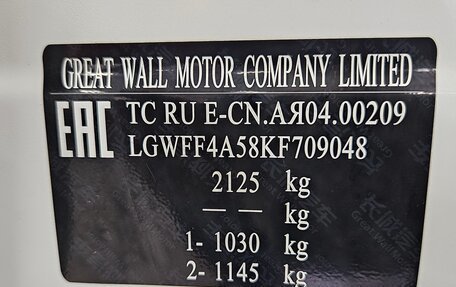 GREAT WALL MOTOR COMPANY LIMITED
EAC TC RU E-CN.АЯ04.00209
LGWFF4A58KF709048
2125 kg
— — kg
1- 1030 kg
2- 1145 kg